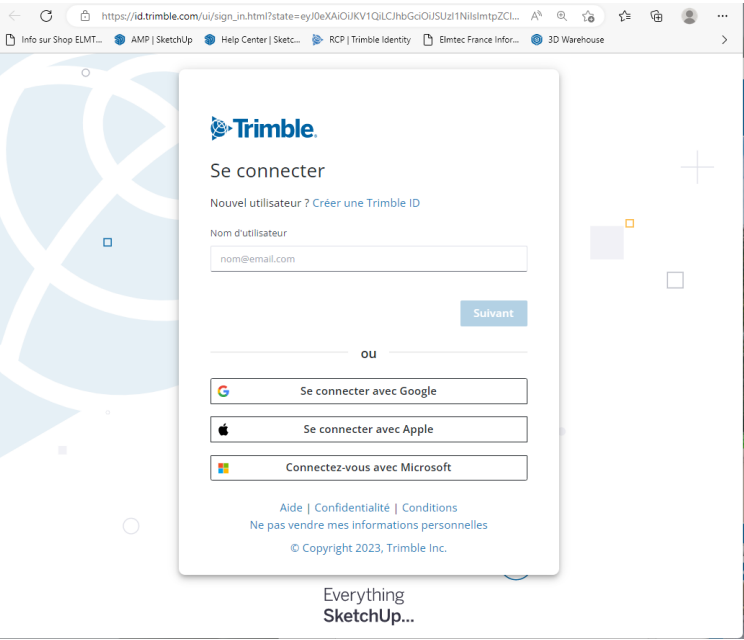 https://id.trimble.com/ui/sign_in.html?state=eyJ0eXAiOiJKV1QiLCJhbGciOiJSUzI1NiIsImtpZCI...
Info sur Shop ELMT...
AMP | SketchUp
Help Center | Sketc...
RCP | Trimble Identity
Elmtec France Infor...
3D Warehouse
Trimble.
Se connecter
Nouvel utilisateur ? Créer une Trimble ID
Nom d'utilisateur
nom@email.com
Suivant
ou
Se connecter avec Google
Se connecter avec Apple
Connectez-vous avec Microsoft
Aide | Confidentialité | Conditions
Ne pas vendre mes informations personnelles
© Copyright 2023, Trimble Inc.
Everything
SketchUp...